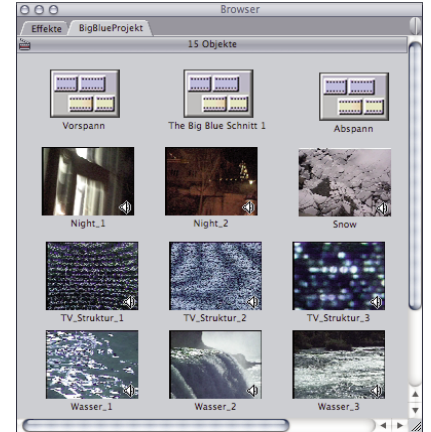 Browser
Effekte BigBlueProjekt
15 Objekte
Vorspann The Big Blue Schnitt 1 Abspann
Night_1 Night_2 Snow
TV_Struktur_1 TV_Struktur_2 TV_Struktur_3
Wasser_1 Wasser_2 Wasser_3